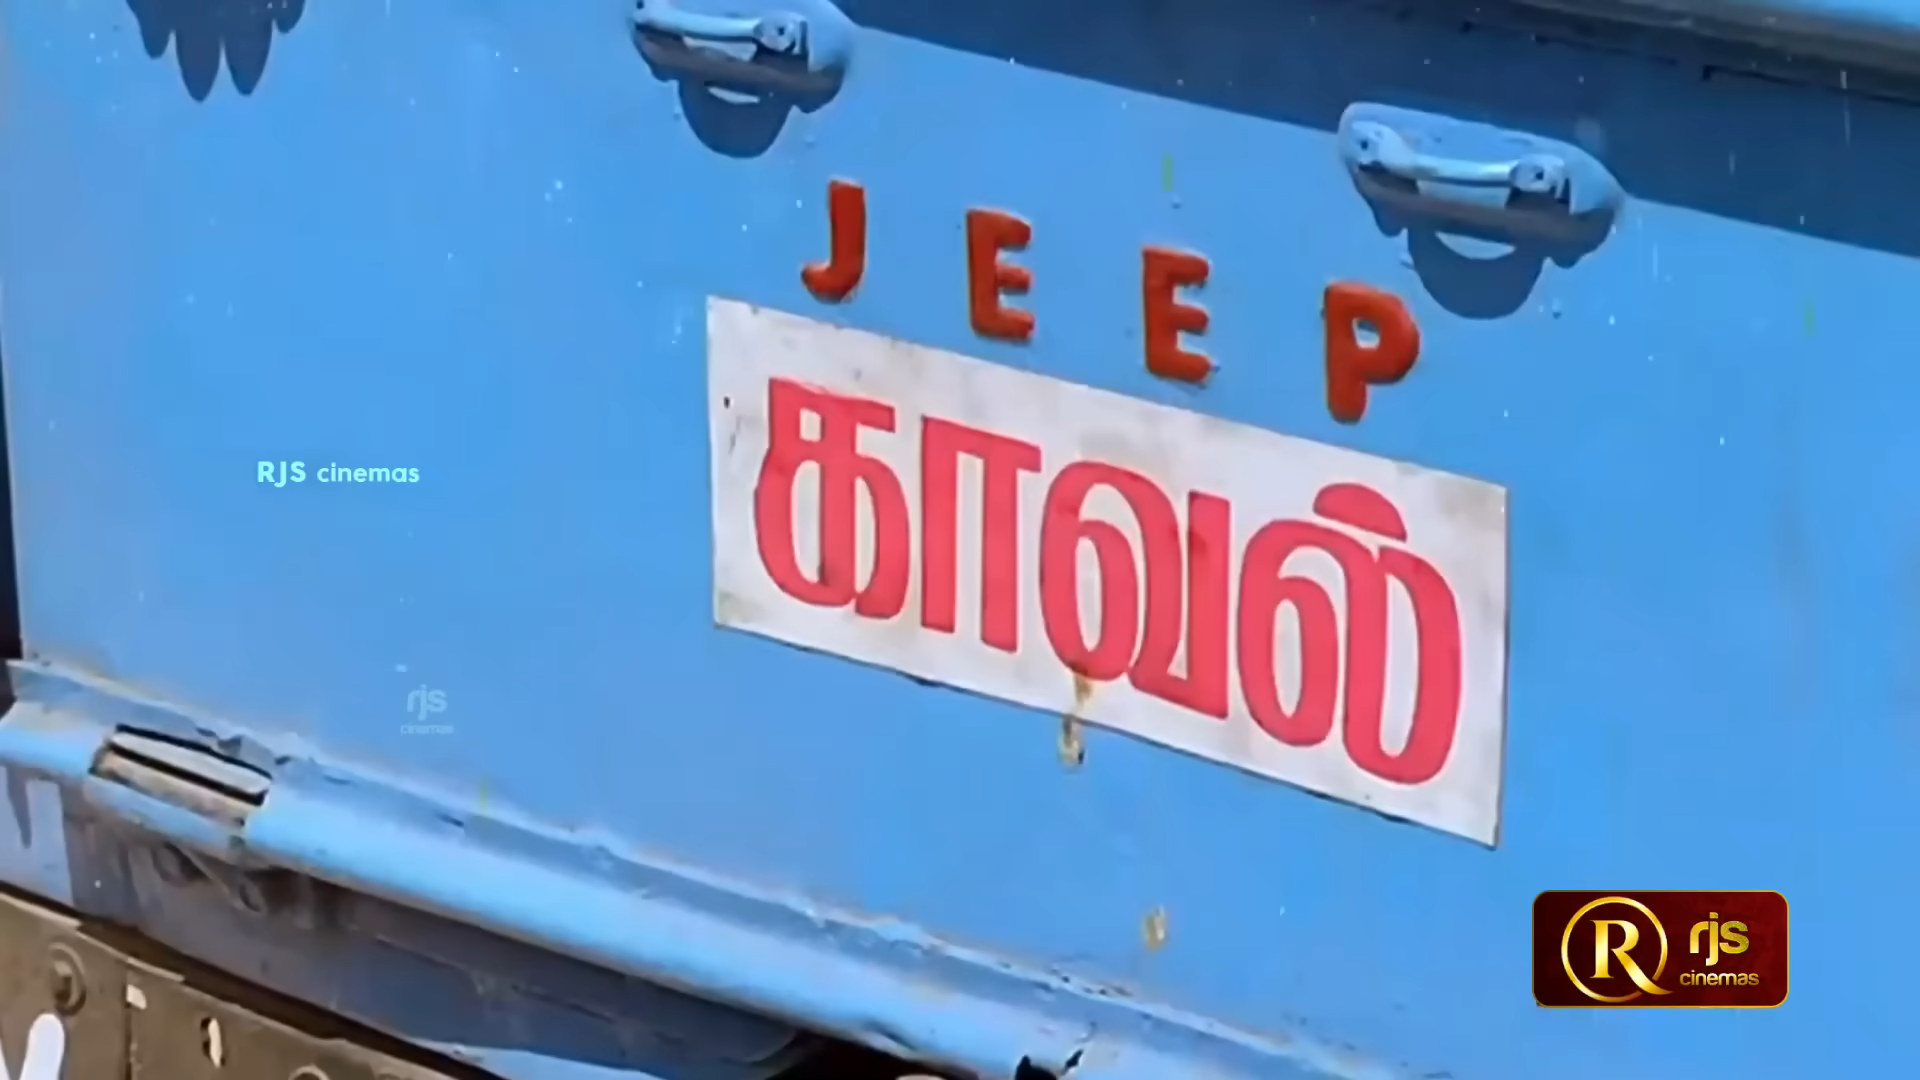 JEEP
காவல்
RJS cinemas
rjs
cinemas
R rjs
cinemas